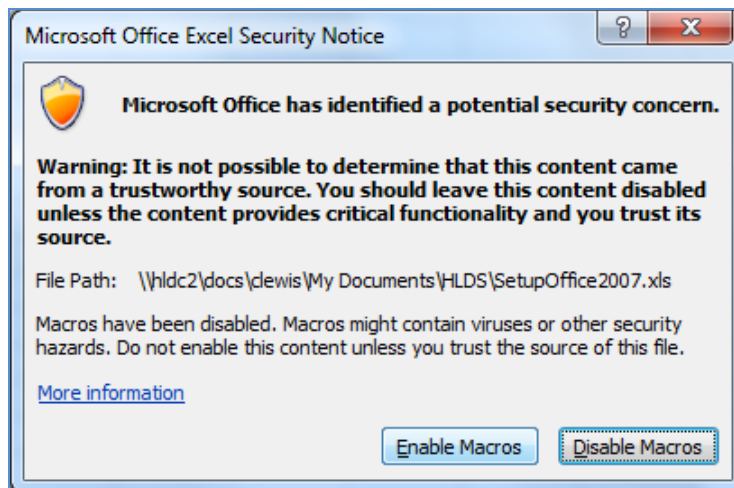 Microsoft Office Excel Security Notice
Microsoft Office has identified a potential security concern.
Warning: It is not possible to determine that this content came
from a trustworthy source. You should leave this content disabled
unless the content provides critical functionality and you trust its
source.
File Path: \\hldc2\docs\clewis\My Documents\HLDS\SetupOffice2007.xls
Macros have been disabled. Macros might contain viruses or other security
hazards. Do not enable this content unless you trust the source of this file.
More information
Enable Macros Disable Macros